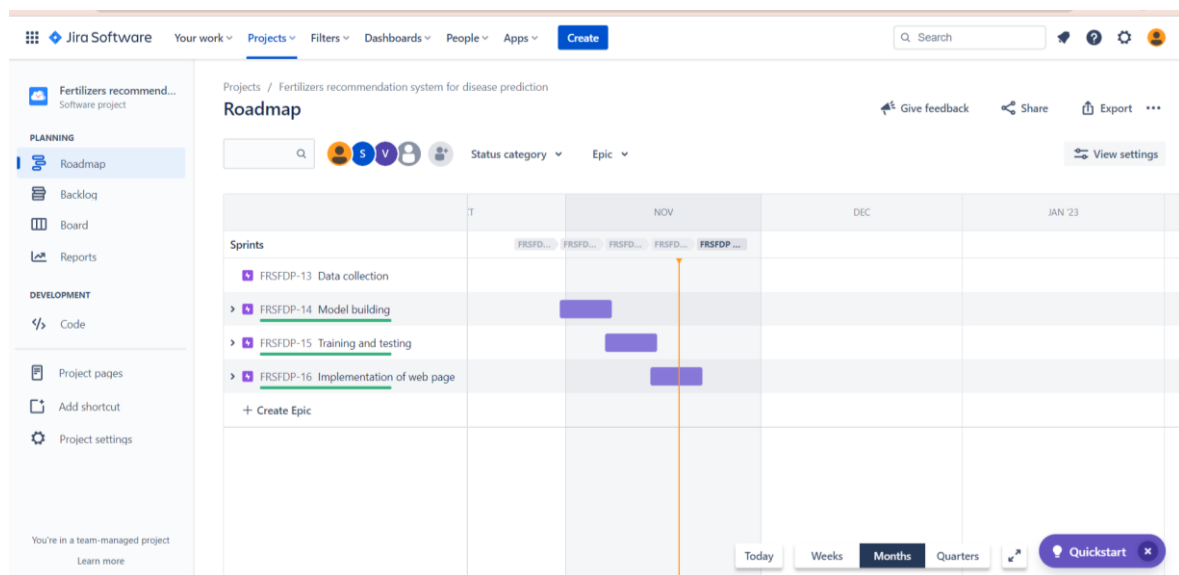 Jira Software Your work Projects Filters Dashboards People Apps Create Search
Fertilizers recommend...
Software project
PLANNING
Roadmap
Backlog
Board
Reports
DEVELOPMENT
Code
Project pages
Add shortcut
Project settings
You're in a team-managed project
Learn more
Projects / Fertilizers recommendation system for disease prediction
Roadmap
Give feedback Share Export
S V Status category Epic View settings
T NOV DEC JAN '23
Sprints FRSFD... FRSFD... FRSFD... FRSFD... FRSFDP ...
FRSFDP-13 Data collection
FRSFDP-14 Model building
FRSFDP-15 Training and testing
FRSFDP-16 Implementation of web page
+ Create Epic
Today Weeks Months Quarters Quickstart